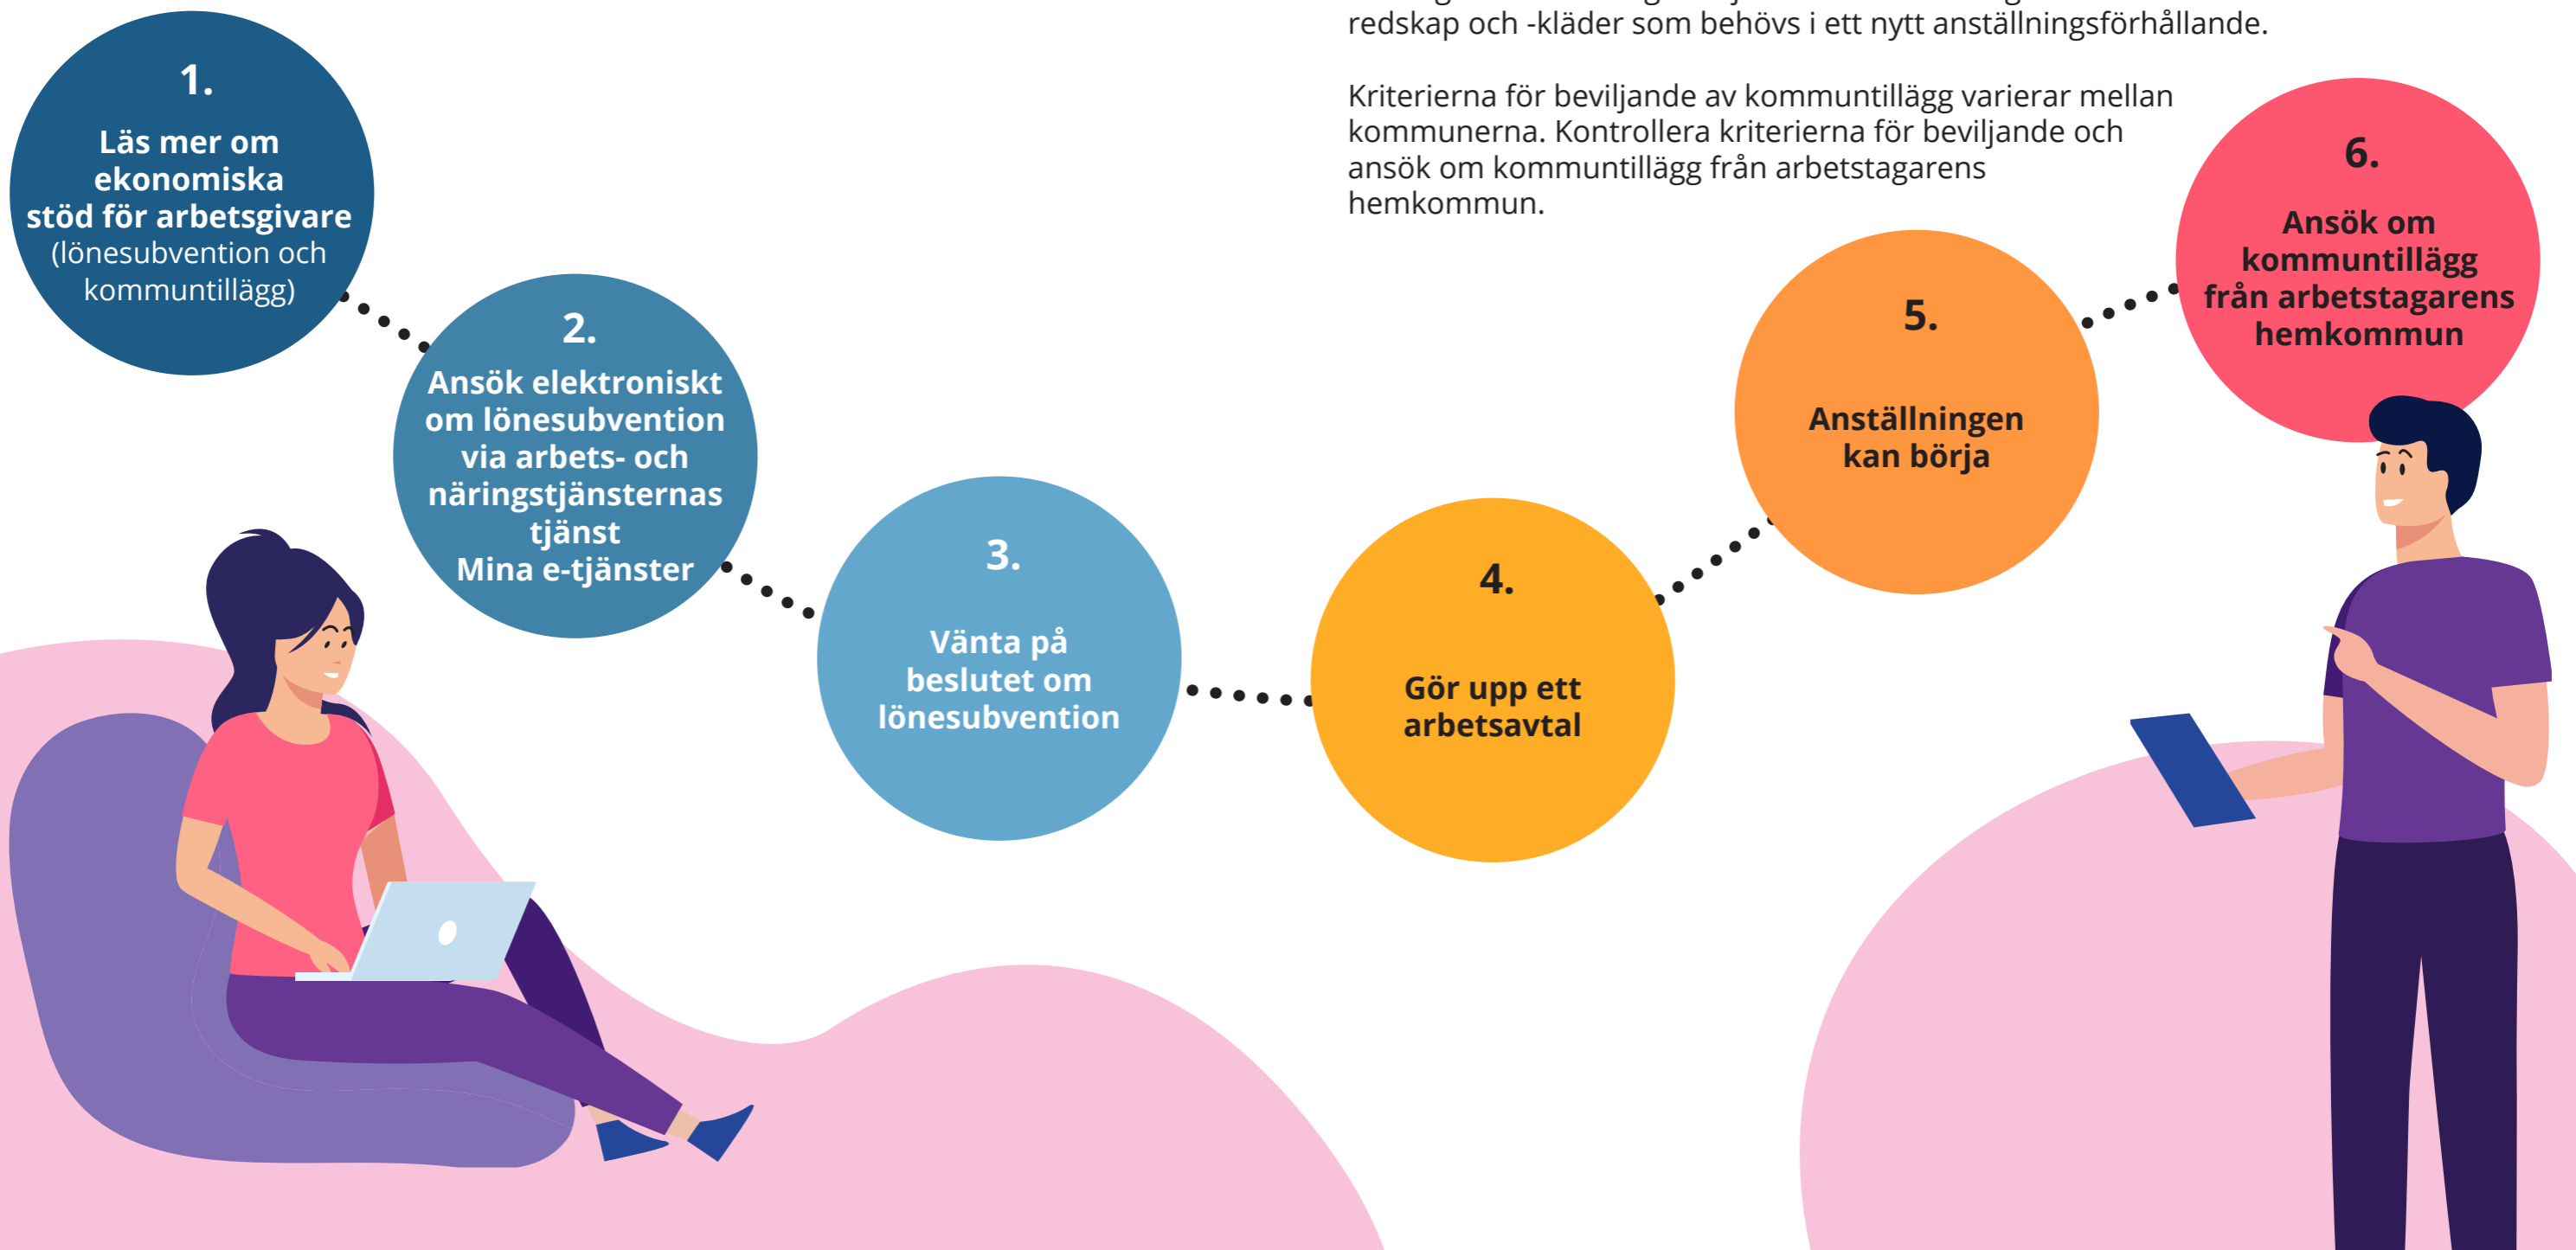 redskap och -kläder som behövs i ett nytt anställningsförhållande.
Kriterierna för beviljande av kommuntillägg varierar mellan
kommunerna. Kontrollera kriterierna för beviljande och
ansök om kommuntillägg från arbetstagarens
hemkommun.
1.
Läs mer om
ekonomiska
stöd för arbetsgivare
(lönesubvention och
kommuntillägg)
2.
Ansök elektroniskt
om lönesubvention
via arbets- och
näringstjänsternas
tjänst
Mina e-tjänster
3.
Vänta på
beslutet om
lönesubvention
4.
Gör upp ett
arbetsavtal
5.
Anställningen
kan börja
6.
Ansök om
kommuntillägg
från arbetstagarens
hemkommun